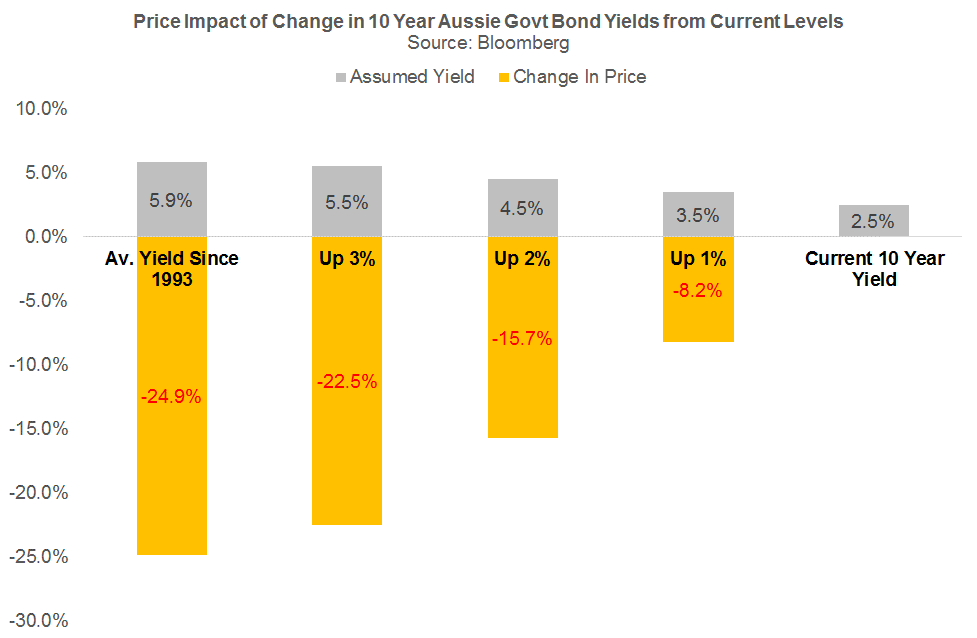 Price Impact of Change in 10 Year Aussie Govt Bond Yields from Current Levels
Source: Bloomberg
Assumed Yield
Change In Price
10.0%
5.0%
0.0%
-5.0%
-10.0%
-15.0%
-20.0%
-25.0%
-30.0%
5.9%
5.5%
4.5%
3.5%
2.5%
Av. Yield Since
1993
Up 3%
Up 2%
Up 1%
Current 10 Year
Yield
-24.9%
-22.5%
-15.7%
-8.2%